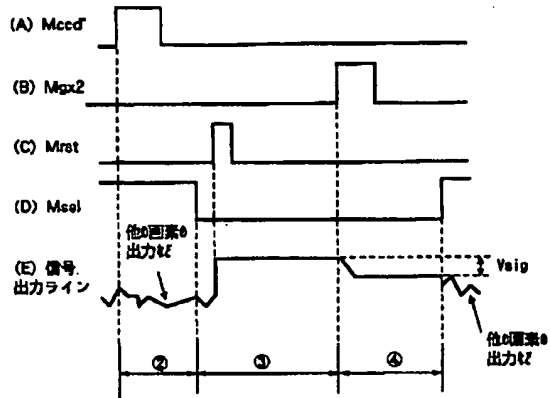 (A) Mccd
(B) Mgx2
(C) Mrst
(D) Msel
他の画素の
出力など
(E) 信号
出力ライン
Vsig
他の画素の
出力など
② ③ ④